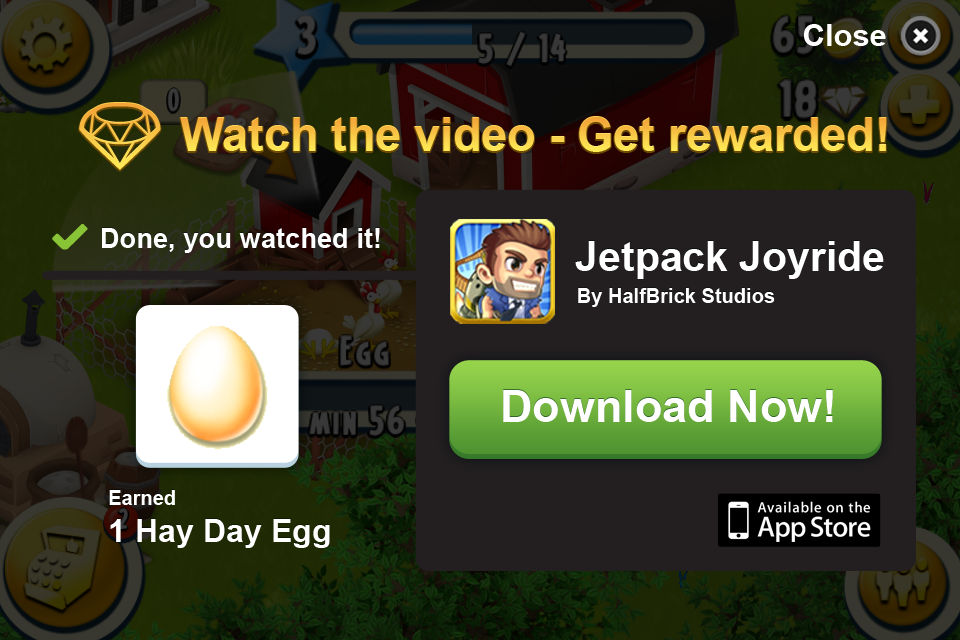 3
5 / 14
65
Close
0
18
Watch the video - Get rewarded!
Done, you watched it!
Jetpack Joyride
By HalfBrick Studios
Egg
Download Now!
MIN 56
Earned
1 Hay Day Egg
2
Available on the
App Store